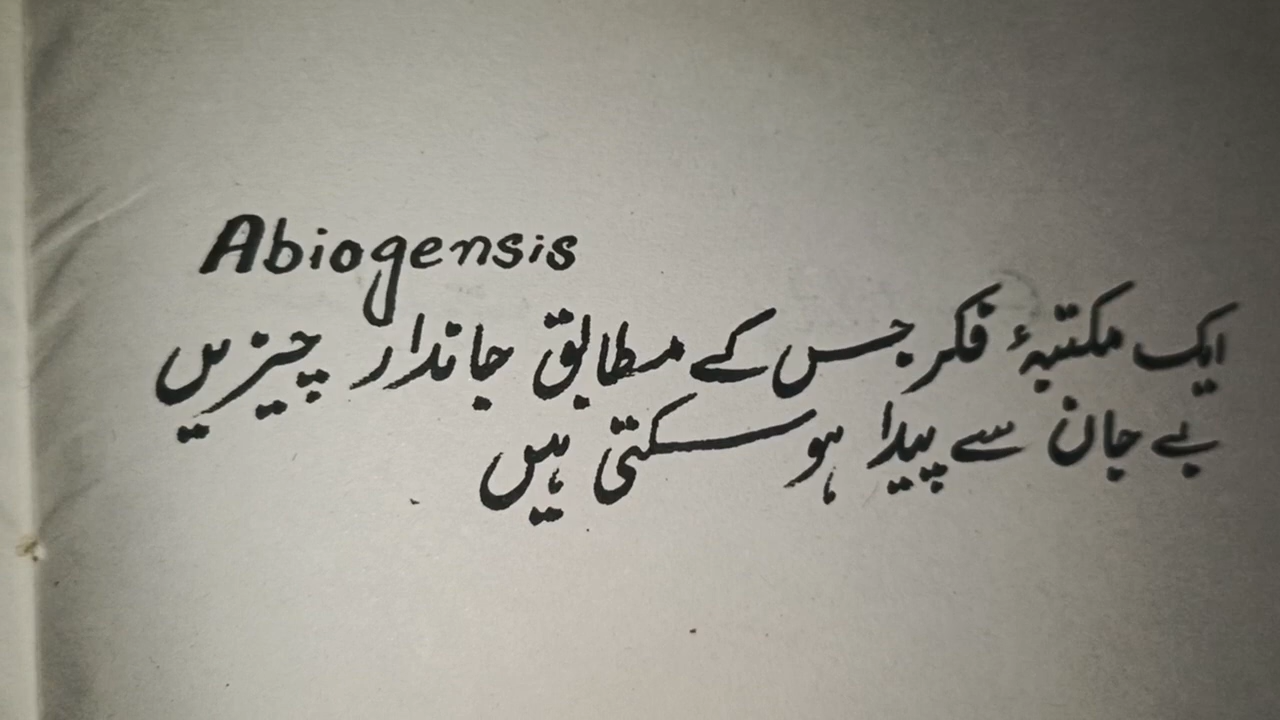 Abiogensis
ایک مکتبۂ فکر جس کے مطابق جاندار چیزیں
بے جان سے پیدا ہو سکتی ہیں